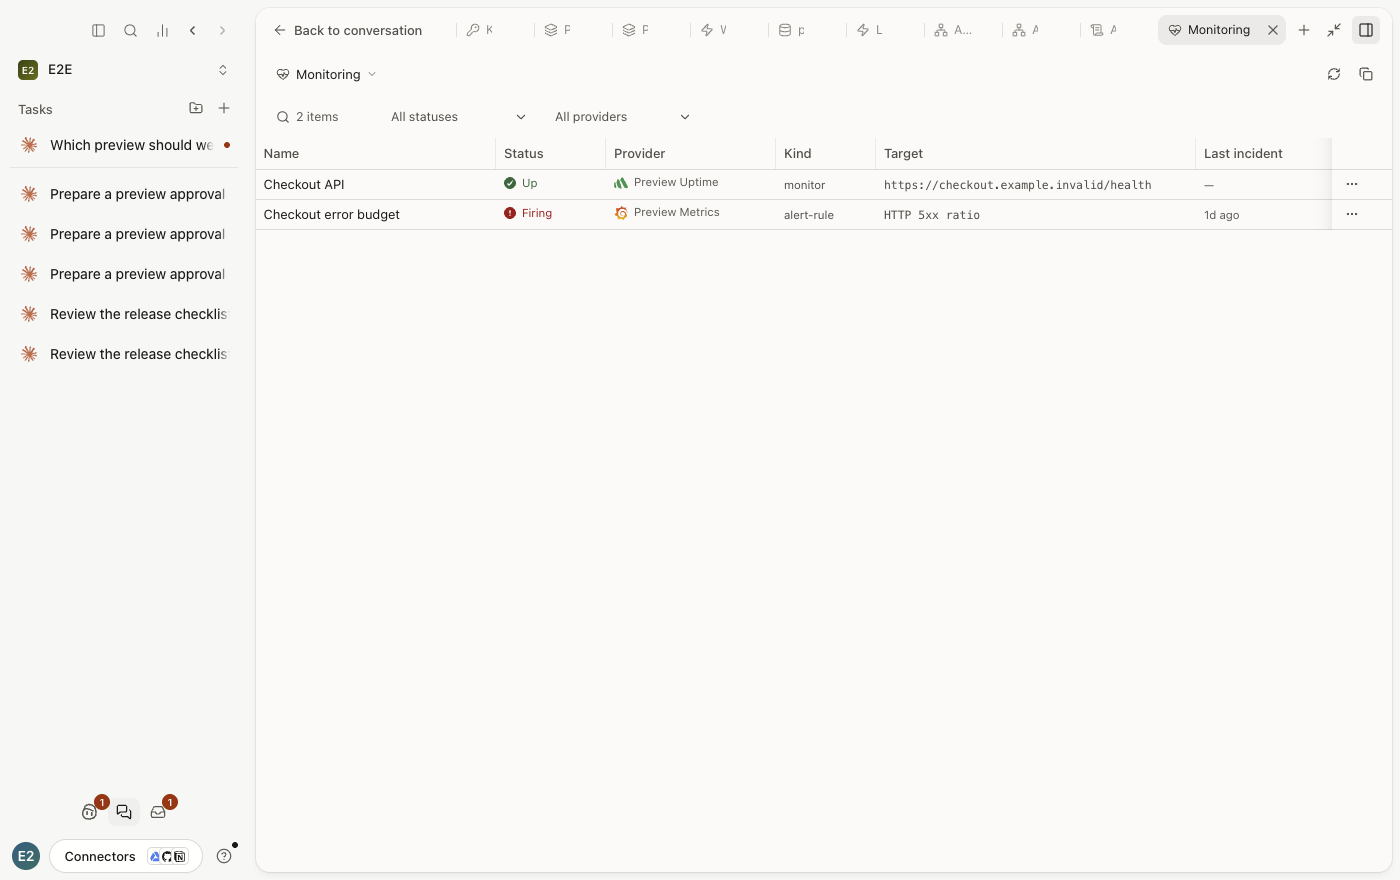 Back to conversation
K
F
F
V
p
L
A...
A
A
Monitoring
E2 E2E
Tasks
Which preview should we
Prepare a preview approval
Prepare a preview approval
Prepare a preview approval
Review the release checklis
Review the release checklis
1
1
E2
Connectors
Monitoring
2 items
All statuses
All providers
Name Status Provider Kind Target Last incident
Checkout API Up Preview Uptime monitor https://checkout.example.invalid/health —
Checkout error budget Firing Preview Metrics alert-rule HTTP 5xx ratio 1d ago